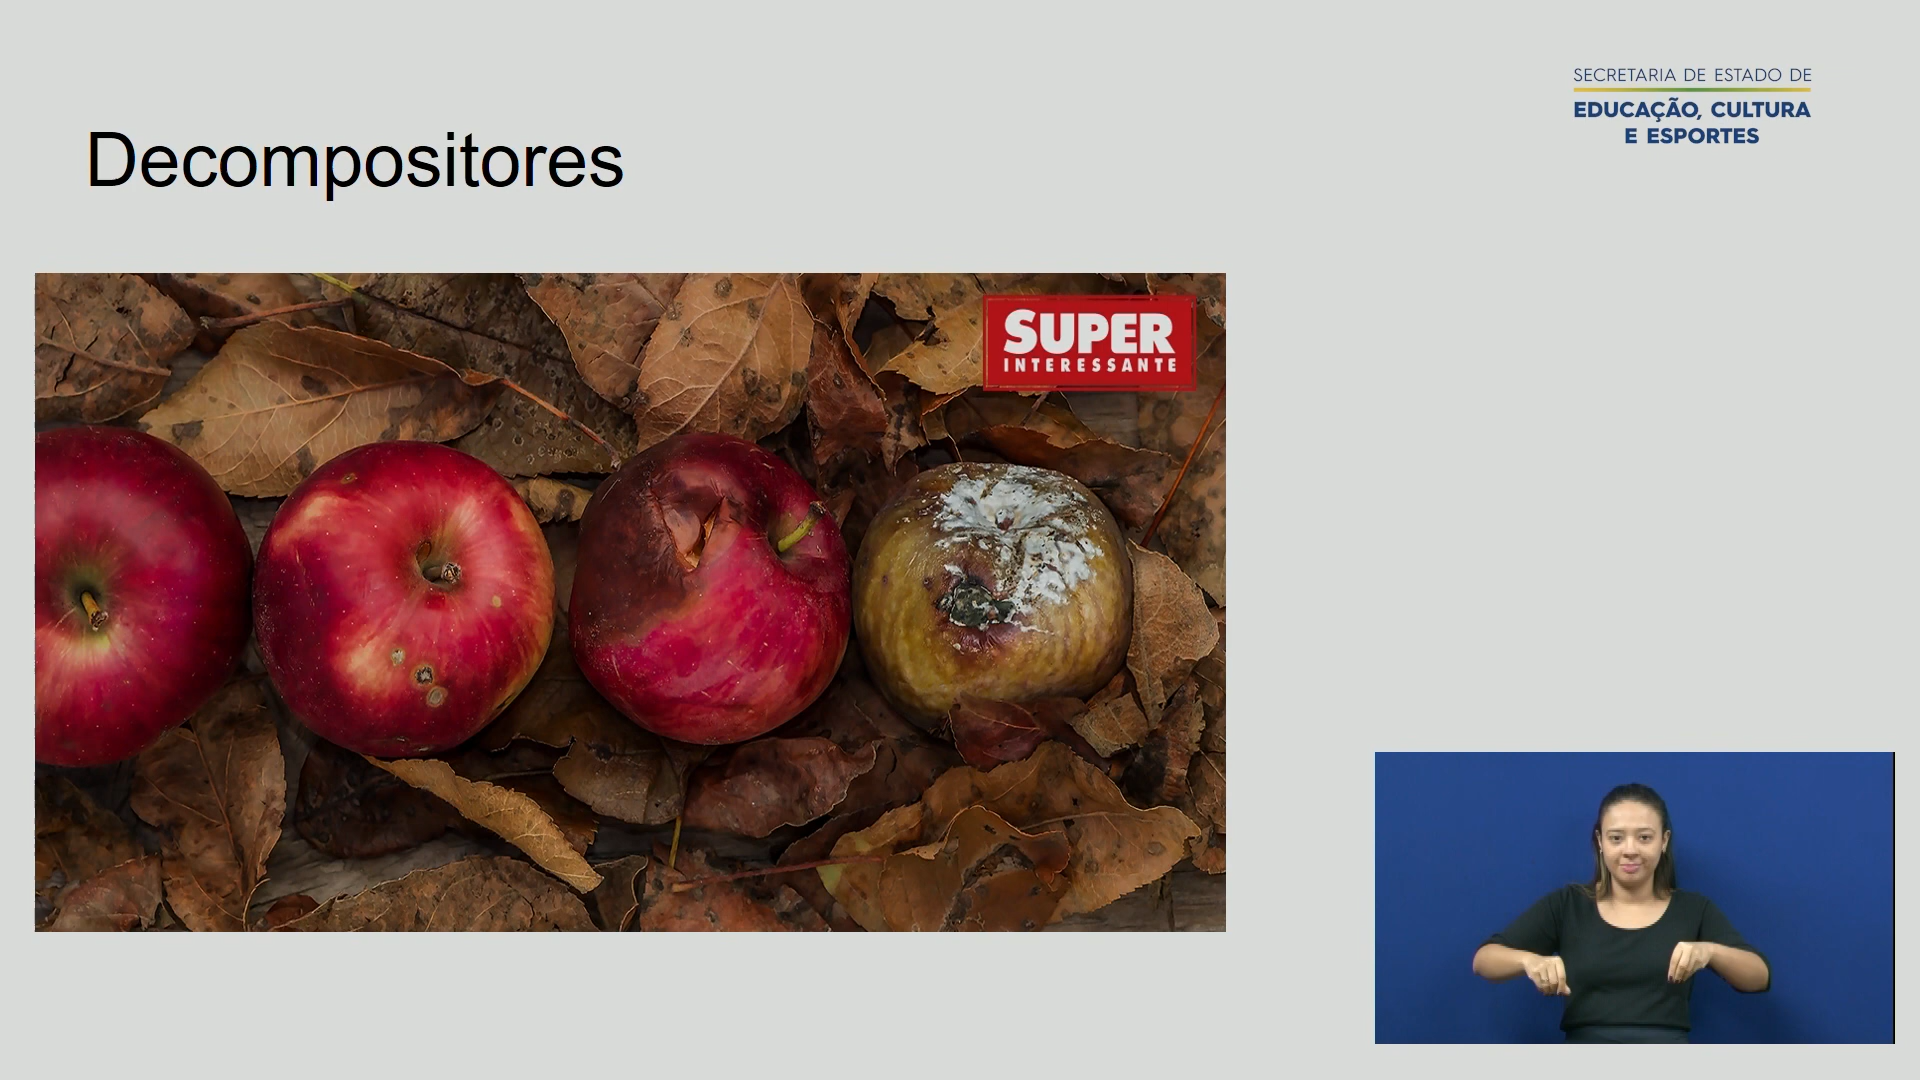 SECRETARIA DE ESTADO DE
EDUCAÇÃO, CULTURA
E ESPORTES
Decompositores
SUPER
INTERESSANTE